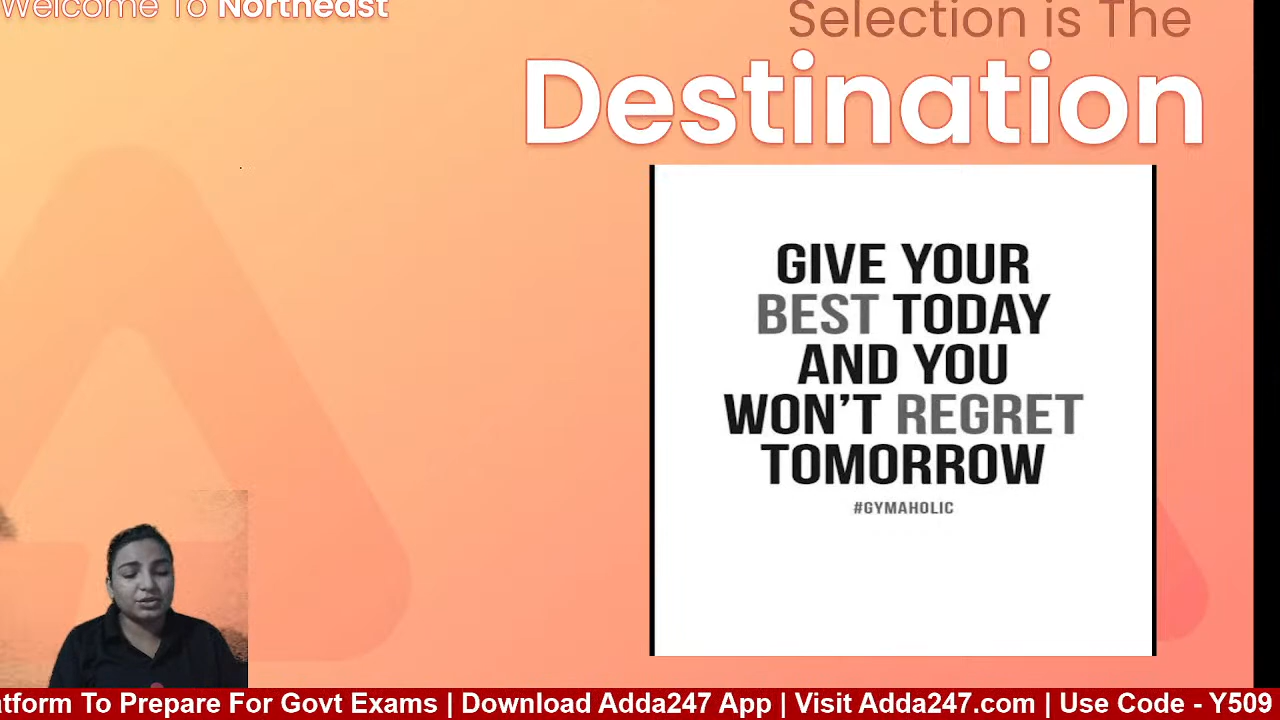 Welcome To Northeast
Selection is The
Destination
GIVE YOUR
BEST TODAY
AND YOU
WON'T REGRET
TOMORROW
#GYMAHOLIC
To Prepare For Govt Exams | Download Adda247 App | Visit Adda247.com | Use Code - Y509